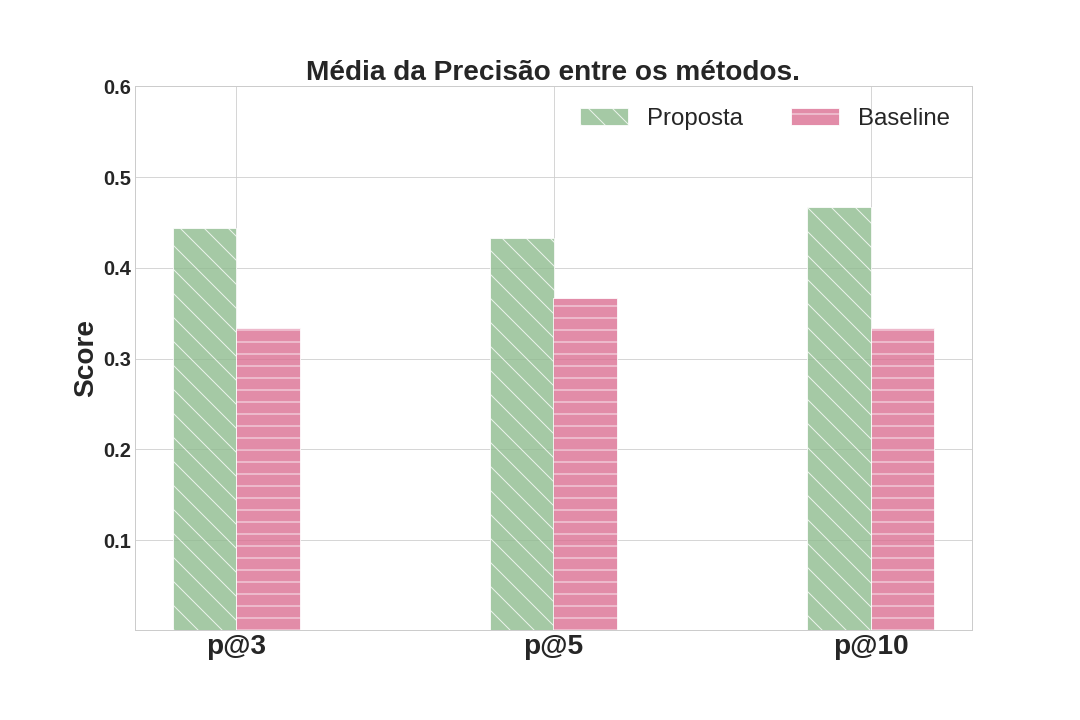 Média da Precisão entre os métodos.
Proposta
Baseline
0.6
0.5
0.4
0.3
0.2
0.1
Score
p@3
p@5
p@10